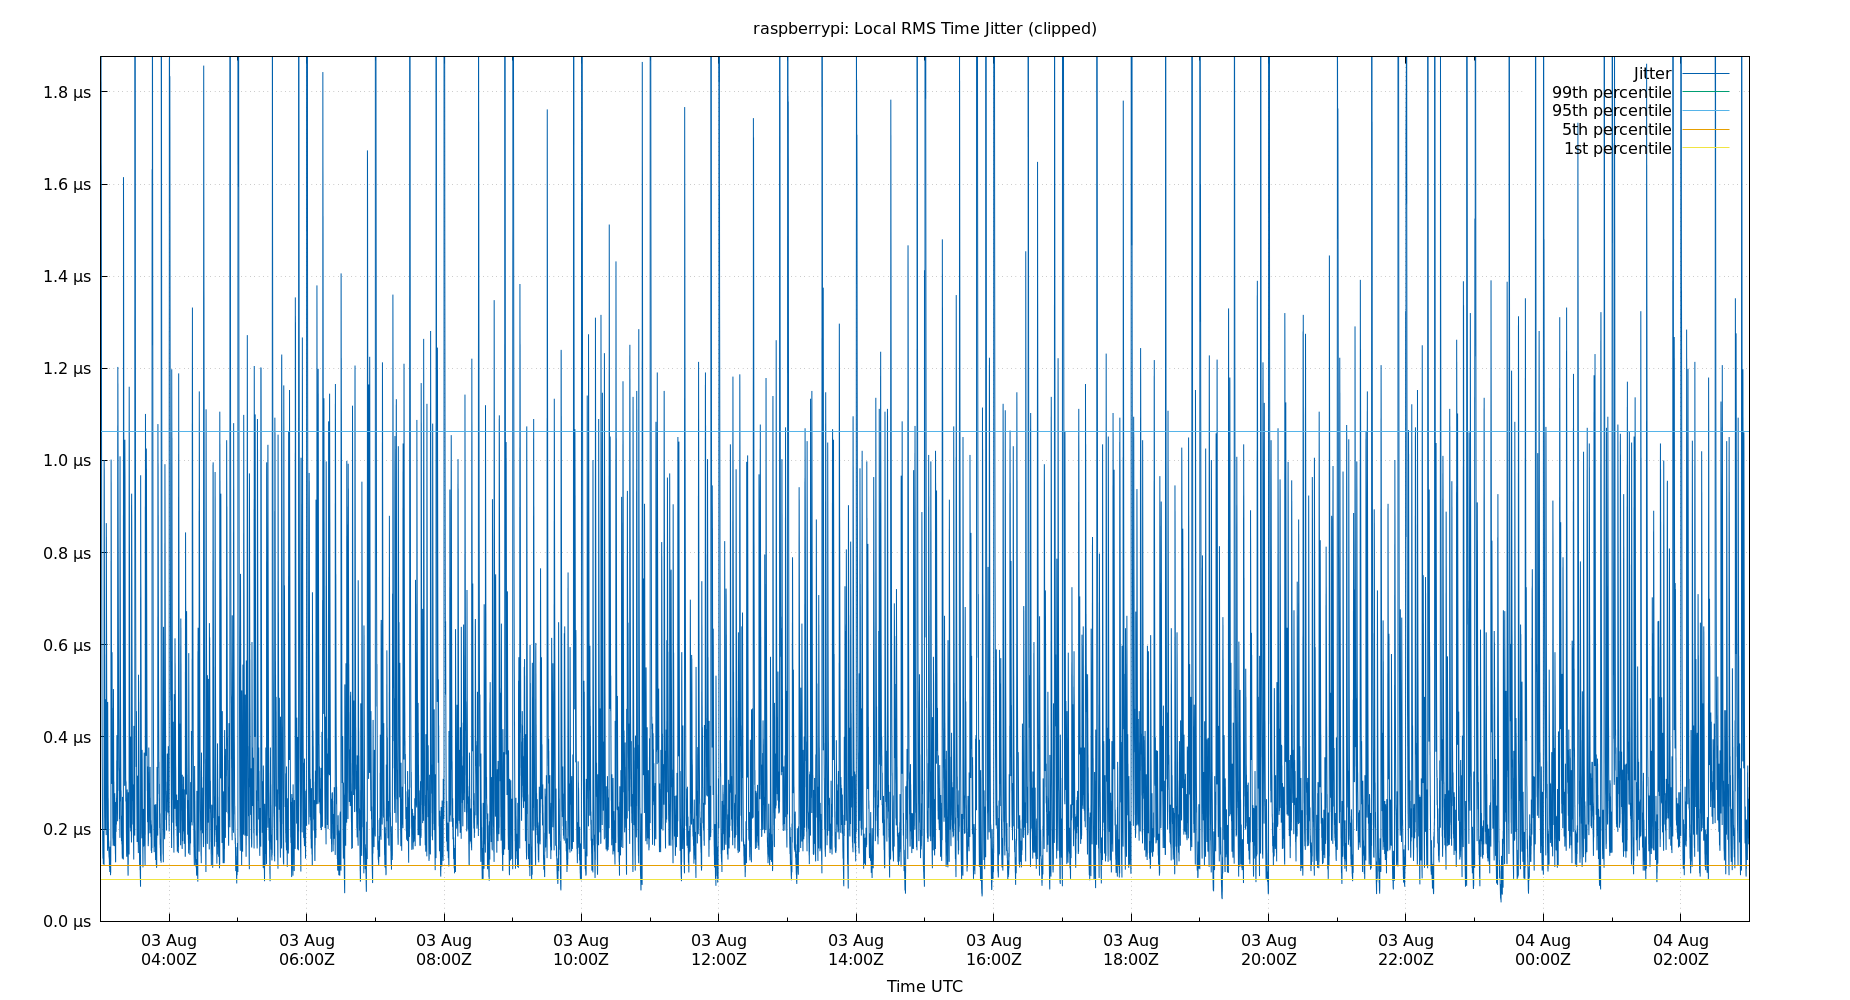 raspberrypi: Local RMS Time Jitter (clipped)
Jitter
99th percentile
95th percentile
5th percentile
1st percentile
1.8 µs
1.6 µs
1.4 µs
1.2 µs
1.0 µs
0.8 µs
0.6 µs
0.4 µs
0.2 µs
0.0 µs
03 Aug 03 Aug 03 Aug 03 Aug 03 Aug 03 Aug 03 Aug 03 Aug 03 Aug 03 Aug 04 Aug 04 Aug
04:00Z 06:00Z 08:00Z 10:00Z 12:00Z 14:00Z 16:00Z 18:00Z 20:00Z 22:00Z 00:00Z 02:00Z
Time UTC